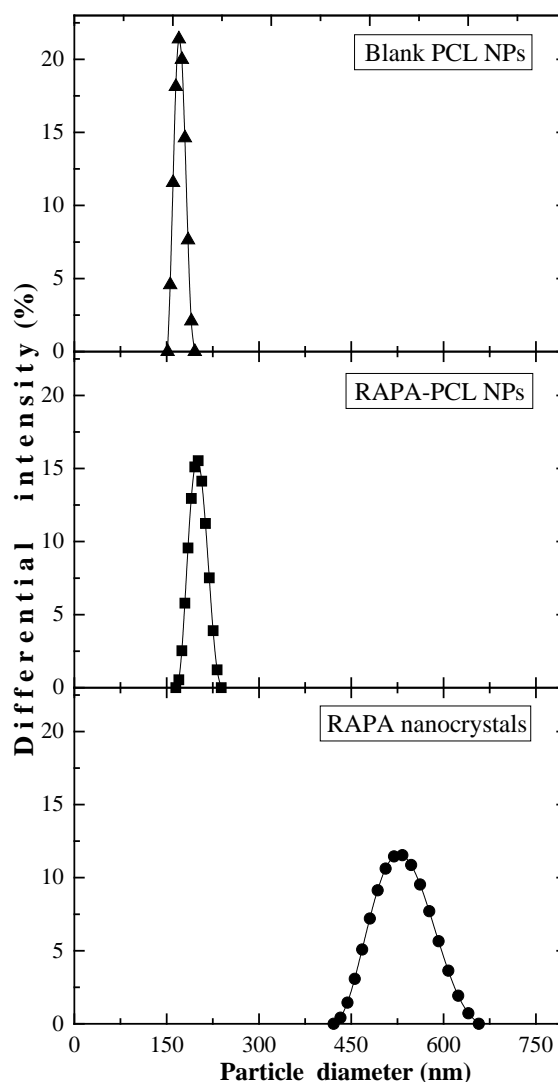 Blank PCL NPs
20
15
10
5
0
RAPA-PCL NPs
20
15
10
5
0
RAPA nanocrystals
20
15
10
5
0
0 150 300 450 600 750
Differential intensity (%)
Particle diameter (nm)